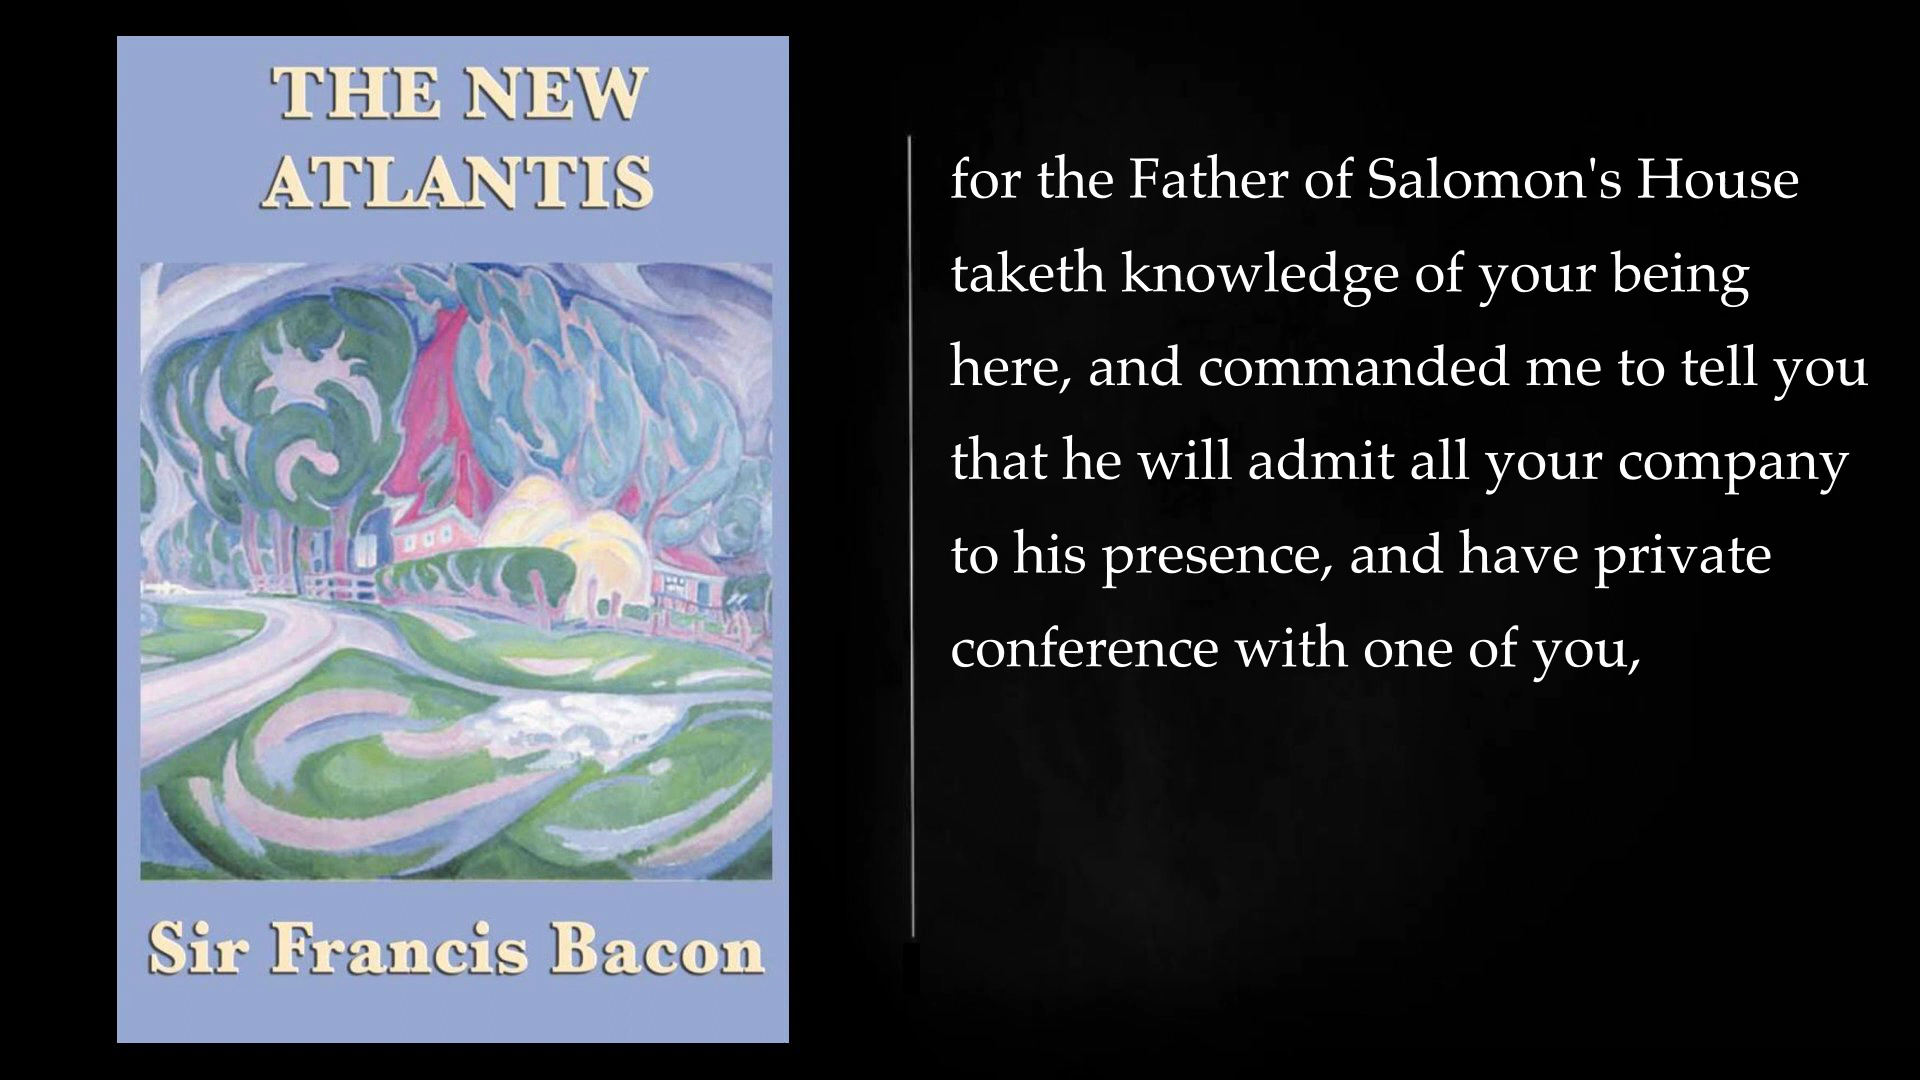 THE NEW
ATLANTIS
Sir Francis Bacon
for the Father of Salomon's House
taketh knowledge of your being
here, and commanded me to tell you
that he will admit all your company
to his presence, and have private
conference with one of you,